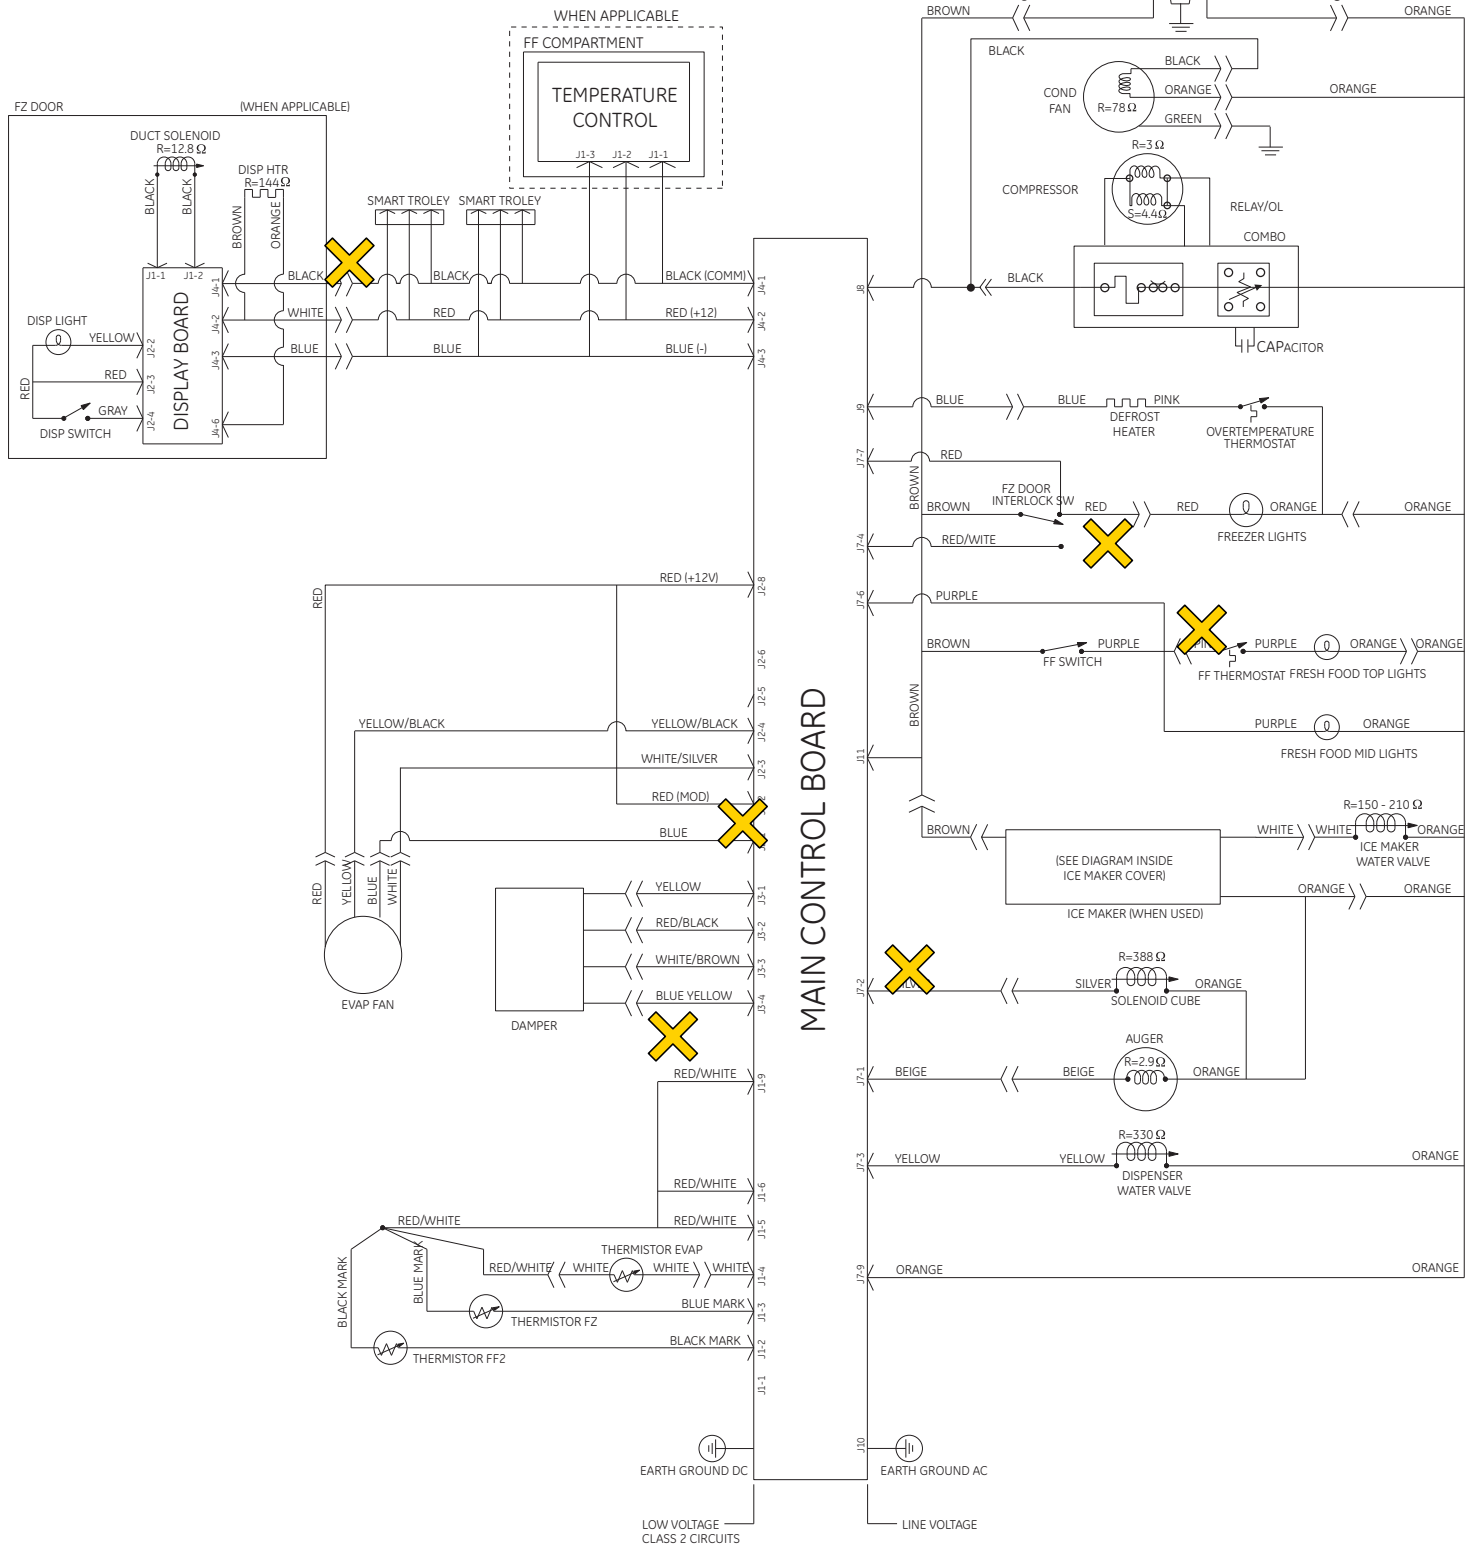 WHEN APPLICABLE
FF COMPARTMENT
TEMPERATURE
CONTROL
J1-3 J1-2 J1-1
FZ DOOR (WHEN APPLICABLE)
DUCT SOLENOID
R=12.8 Ω
DISP HTR
R=144Ω
BLACK
BLACK
BROWN
ORANGE
SMART TROLEY SMART TROLEY
J1-1 J1-2
J4-1
BLACK
BLACK
BLACK (COMM)
J4-1
J4-2
WHITE
RED
RED (+12)
J4-2
J4-3
BLUE
BLUE
BLUE (-)
J4-3
DISP LIGHT
YELLOW
J2-2
RED
RED
J2-3
GRAY
J2-4
DISP SWITCH
DISPLAY BOARD
J4-6
RED (+12V)
J2-8
RED
J2-6
J2-5
YELLOW/BLACK
YELLOW/BLACK
J2-4
WHITE/SILVER
J2-3
RED (MOD)
BLUE
RED
YELLOW
BLUE
WHITE
EVAP FAN
YELLOW
J3-1
RED/BLACK
J3-2
WHITE/BROWN
J3-3
BLUE YELLOW
J3-4
DAMPER
RED/WHITE
J1-9
RED/WHITE
J1-6
RED/WHITE
RED/WHITE
J1-5
THERMISTOR EVAP
RED/WHITE
WHITE
WHITE
WHITE
J1-4
BLACK MARK
BLUE MARK
BLUE MARK
J1-3
THERMISTOR FZ
BLACK MARK
J1-2
THERMISTOR FF2
J1-1
EARTH GROUND DC
LOW VOLTAGE
CLASS 2 CIRCUITS
MAIN CONTROL BOARD
BROWN
ORANGE
BLACK
BLACK
COND
FAN
R=78Ω
ORANGE
ORANGE
GREEN
R=3 Ω
COMPRESSOR
S=4.4Ω
RELAY/OL
COMBO
J8
BLACK
CAPACITOR
J9
BLUE
BLUE
PINK
DEFROST
HEATER
OVERTEMPERATURE
THERMOSTAT
J7-7
RED
BROWN
FZ DOOR
INTERLOCK SW
BROWN
RED
RED
ORANGE
ORANGE
FREEZER LIGHTS
J7-4
RED/WITE
J7-6
PURPLE
BROWN
PURPLE
PURPLE
ORANGE
ORANGE
FF SWITCH
FF THERMOSTAT FRESH FOOD TOP LIGHTS
BROWN
PURPLE
ORANGE
FRESH FOOD MID LIGHTS
J11
R=150 - 210 Ω
BROWN
(SEE DIAGRAM INSIDE
ICE MAKER COVER)
WHITE
WHITE
ORANGE
ICE MAKER
WATER VALVE
ORANGE
ORANGE
ICE MAKER (WHEN USED)
R=388 Ω
J7-2
SILVER
ORANGE
SOLENOID CUBE
AUGER
R=2.9Ω
J7-1
BEIGE
BEIGE
ORANGE
R=330 Ω
J7-3
YELLOW
YELLOW
ORANGE
DISPENSER
WATER VALVE
J7-9
ORANGE
ORANGE
J10
EARTH GROUND AC
LINE VOLTAGE